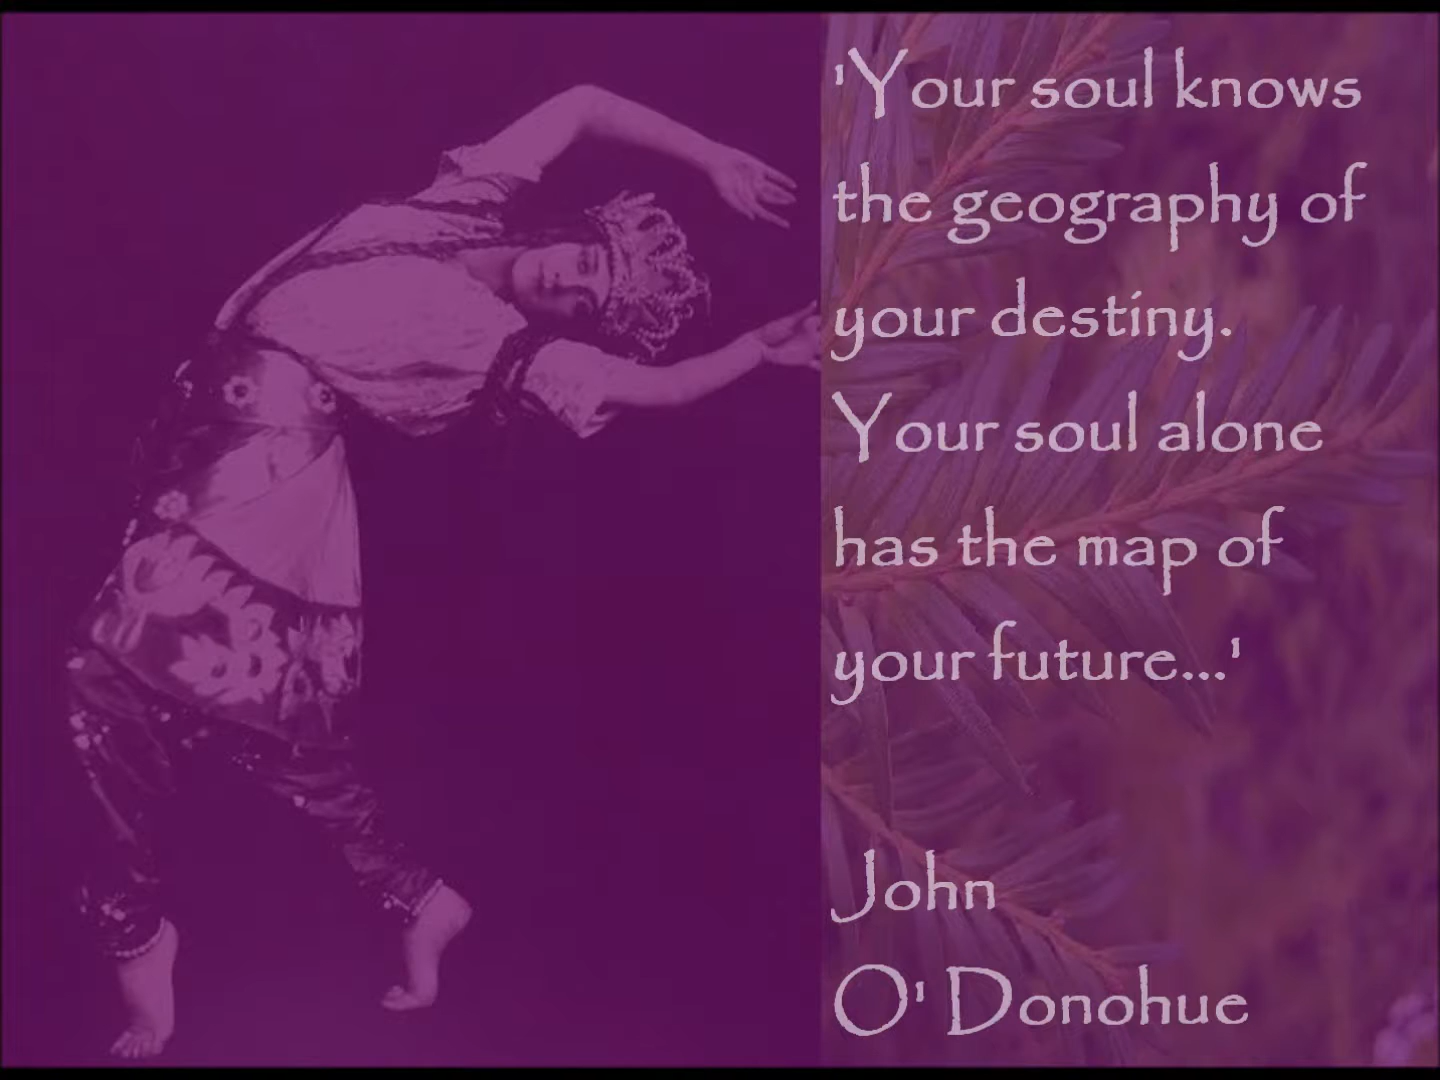 'Your soul knows
the geography of
your destiny.
Your soul alone
has the map of
your future...'
John
O' Donohue